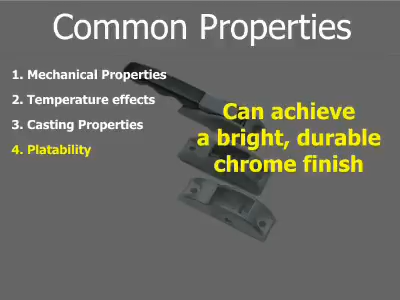 Common Properties
1. Mechanical Properties
2. Temperature effects
3. Casting Properties
4. Platability
Can achieve
a bright, durable
chrome finish